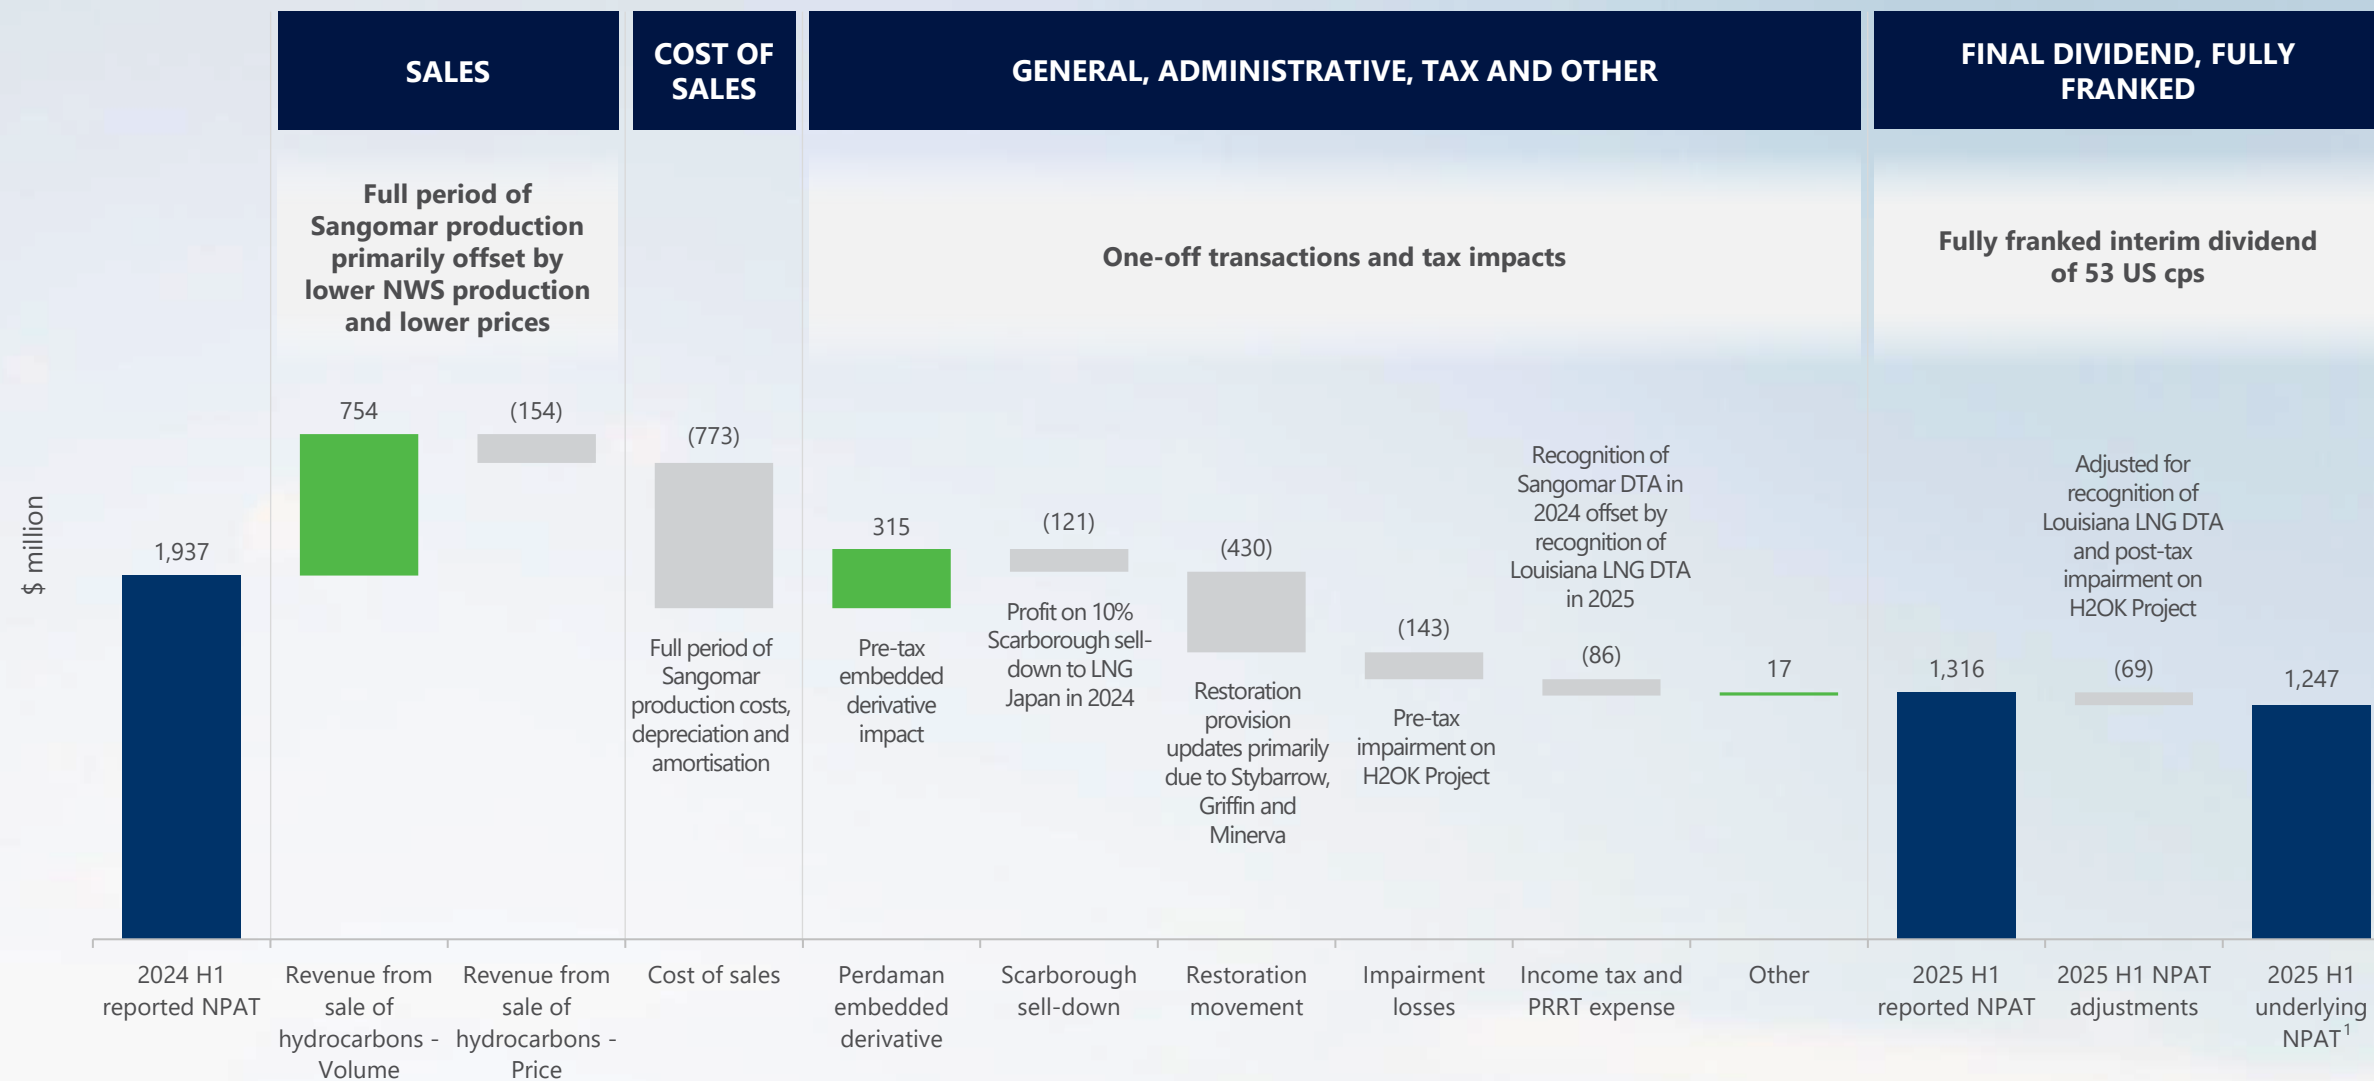 SALES
COST OF
SALES
GENERAL, ADMINISTRATIVE, TAX AND OTHER
FINAL DIVIDEND, FULLY
FRANKED
Full period of
Sangomar production
primarily offset by
lower NWS production
and lower prices
One-off transactions and tax impacts
Fully franked interim dividend
of 53 US cps
$ million
1,937
754
(154)
(773)
Full period of
Sangomar
production costs,
depreciation and
amortisation
315
Pre-tax
embedded
derivative
impact
(121)
Profit on 10%
Scarborough sell-
down to LNG
Japan in 2024
(430)
Restoration
provision
updates primarily
due to Stybarrow,
Griffin and
Minerva
(143)
Pre-tax
impairment on
H2OK Project
Recognition of
Sangomar DTA in
2024 offset by
recognition of
Louisiana LNG DTA
in 2025
(86)
17
1,316
Adjusted for
recognition of
Louisiana LNG DTA
and post-tax
impairment on
H2OK Project
(69)
1,247
2024 H1
reported NPAT
Revenue from
sale of
hydrocarbons -
Volume
Revenue from
sale of
hydrocarbons -
Price
Cost of sales
Perdaman
embedded
derivative
Scarborough
sell-down
Restoration
movement
Impairment
losses
Income tax and
PRRT expense
Other
2025 H1
reported NPAT
2025 H1 NPAT
adjustments
2025 H1
underlying
NPAT¹